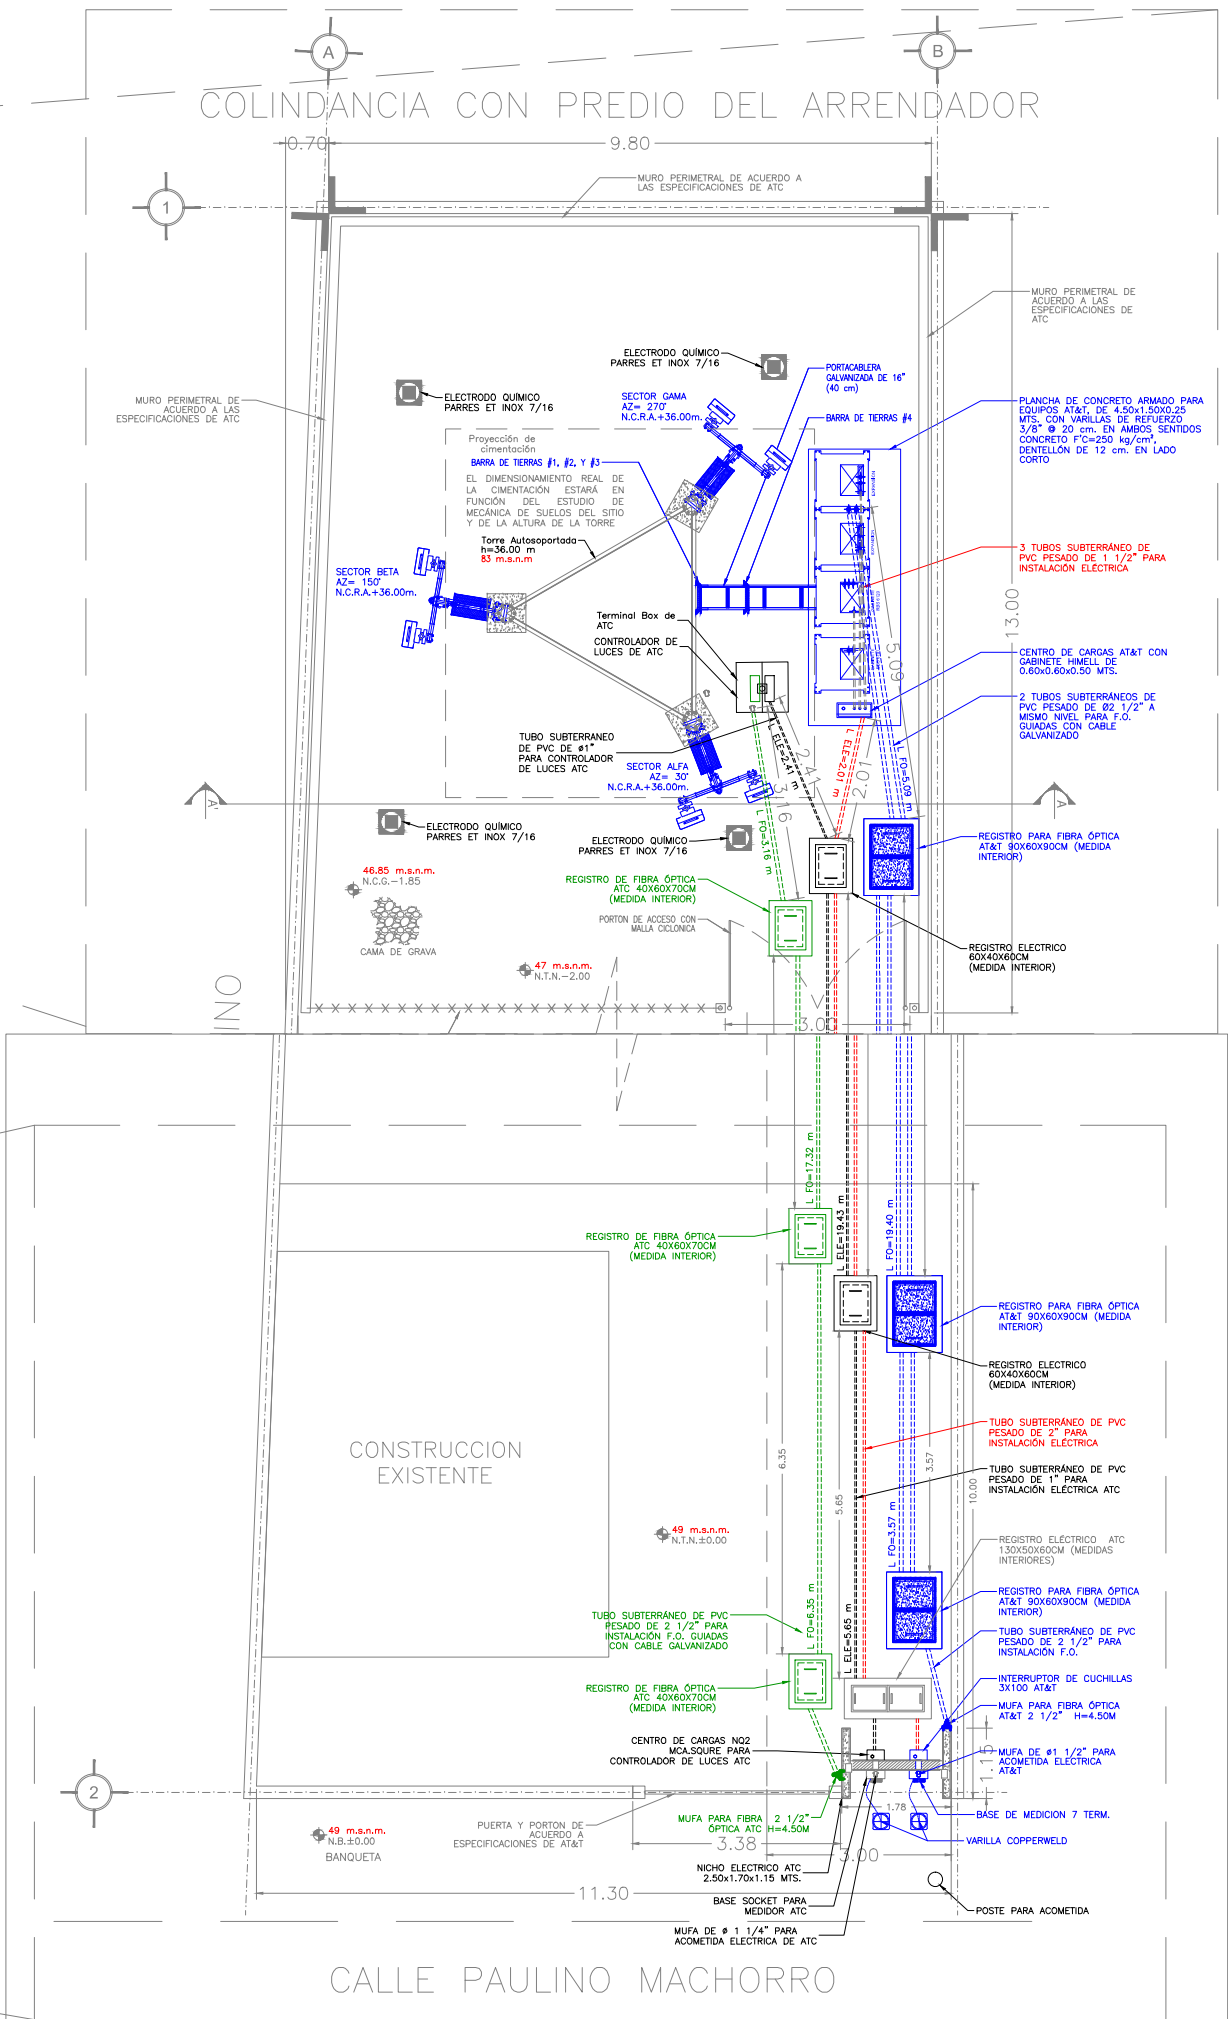 A
B
COLINDANCIA CON PREDIO DEL ARRENDADOR
0.70
9.80
MURO PERIMETRAL DE ACUERDO A
LAS ESPECIFICACIONES DE ATC
1
MURO PERIMETRAL DE
ACUERDO A LAS
ESPECIFICACIONES DE
ATC
ELECTRODO QUÍMICO
PARRES ET INOX 7/16
PORTACABLERA
GALVANIZADA DE 16"
(40 cm)
MURO PERIMETRAL DE
ACUERDO A LAS
ESPECIFICACIONES DE ATC
ELECTRODO QUÍMICO
PARRES ET INOX 7/16
SECTOR GAMA
AZ= 270°
N.C.R.A.+36.00m.
BARRA DE TIERRAS #4
PLANCHA DE CONCRETO ARMADO PARA
EQUIPOS AT&T, DE 4.50x1.50X0.25
MTS. CON VARILLAS DE REFUERZO
3/8" @ 20 cm. EN AMBOS SENTIDOS
CONCRETO F'C=250 kg/cm²,
DENTELLÓN DE 12 cm. EN LADO
CORTO
Proyección de
cimentación
BARRA DE TIERRAS #1, #2, Y #3
EL DIMENSIONAMIENTO REAL DE
LA CIMENTACIÓN ESTARÁ EN
FUNCIÓN DEL ESTUDIO DE
MECÁNICA DE SUELOS DEL SITIO
Y DE LA ALTURA DE LA TORRE
Torre Autosoportada
h=36.00 m
83 m.s.n.m
3 TUBOS SUBTERRÁNEO DE
PVC PESADO DE 1 1/2" PARA
INSTALACIÓN ELÉCTRICA
SECTOR BETA
AZ= 150°
N.C.R.A.+36.00m.
13.00
Terminal Box de
ATC
CONTROLADOR DE
LUCES DE ATC
5.09
CENTRO DE CARGAS AT&T CON
GABINETE HIMELL DE
0.60x0.60x0.50 MTS.
2 TUBOS SUBTERRÁNEOS DE
PVC PESADO DE Ø2 1/2" A
MISMO NIVEL PARA F.O.
GUIADAS CON CABLE
GALVANIZADO
TUBO SUBTERRANEO
DE PVC DE ø1"
PARA CONTROLADOR
DE LUCES ATC
SECTOR ALFA
AZ= 30°
N.C.R.A.+36.00m.
L ELE=2.41 m
2.41
L ELE=2.01 m
2.01
L FO=5.09 m
L FO=3.16 m
3.16
A'
A
ELECTRODO QUÍMICO
PARRES ET INOX 7/16
ELECTRODO QUÍMICO
PARRES ET INOX 7/16
REGISTRO PARA FIBRA ÓPTICA
AT&T 90X60X90CM (MEDIDA
INTERIOR)
46.85 m.s.n.m.
N.C.G.-1.85
CAMA DE GRAVA
REGISTRO DE FIBRA ÓPTICA
ATC 40X60X70CM
(MEDIDA INTERIOR)
PORTON DE ACCESO CON
MALLA CICLONICA
REGISTRO ELECTRICO
60X40X60CM
(MEDIDA INTERIOR)
47 m.s.n.m.
N.T.N.-2.00
INO
3.00
L FO=17.32 m
L ELE=19.43 m
L FO=19.40 m
REGISTRO DE FIBRA ÓPTICA
ATC 40X60X70CM
(MEDIDA INTERIOR)
REGISTRO PARA FIBRA ÓPTICA
AT&T 90X60X90CM (MEDIDA
INTERIOR)
REGISTRO ELECTRICO
60X40X60CM
(MEDIDA INTERIOR)
TUBO SUBTERRÁNEO DE PVC
PESADO DE 2" PARA
INSTALACIÓN ELÉCTRICA
CONSTRUCCION
EXISTENTE
6.35
5.65
3.57
10.00
TUBO SUBTERRÁNEO DE PVC
PESADO DE 1" PARA
INSTALACIÓN ELÉCTRICA ATC
49 m.s.n.m.
N.T.N.±0.00
L FO=3.57 m
REGISTRO ELÉCTRICO ATC
130X50X60CM (MEDIDAS
INTERIORES)
REGISTRO PARA FIBRA ÓPTICA
AT&T 90X60X90CM (MEDIDA
INTERIOR)
TUBO SUBTERRÁNEO DE PVC
PESADO DE 2 1/2" PARA
INSTALACIÓN F.O. GUIADAS
CON CABLE GALVANIZADO
L FO=6.35 m
L ELE=5.65 m
TUBO SUBTERRÁNEO DE PVC
PESADO DE 2 1/2" PARA
INSTALACIÓN F.O.
REGISTRO DE FIBRA ÓPTICA
ATC 40X60X70CM
(MEDIDA INTERIOR)
INTERRUPTOR DE CUCHILLAS
3X100 AT&T
MUFA PARA FIBRA ÓPTICA
AT&T 2 1/2" H=4.50M
CENTRO DE CARGAS NQ2
MCA.SQURE PARA
CONTROLADOR DE LUCES ATC
1.15
MUFA DE ø1 1/2" PARA
ACOMETIDA ELECTRICA
AT&T
2
1.78
BASE DE MEDICION 7 TERM.
MUFA PARA FIBRA 2 1/2"
ÓPTICA ATC H=4.50M
PUERTA Y PORTON DE
ACUERDO A
ESPECIFICACIONES DE AT&T
49 m.s.n.m.
N.B.±0.00
BANQUETA
VARILLA COPPERWELD
3.38
3.00
NICHO ELECTRICO ATC
2.50x1.70x1.15 MTS.
11.30
BASE SOCKET PARA
MEDIDOR ATC
POSTE PARA ACOMETIDA
MUFA DE ø 1 1/4" PARA
ACOMETIDA ELECTRICA DE ATC
CALLE PAULINO MACHORRO